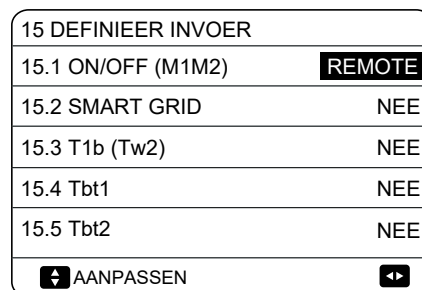 15 DEFINIEER INVOER
15.1 ON/OFF (M1M2) REMOTE
15.2 SMART GRID NEE
15.3 T1b (Tw2) NEE
15.4 Tbt1 NEE
15.5 Tbt2 NEE
AANPASSEN